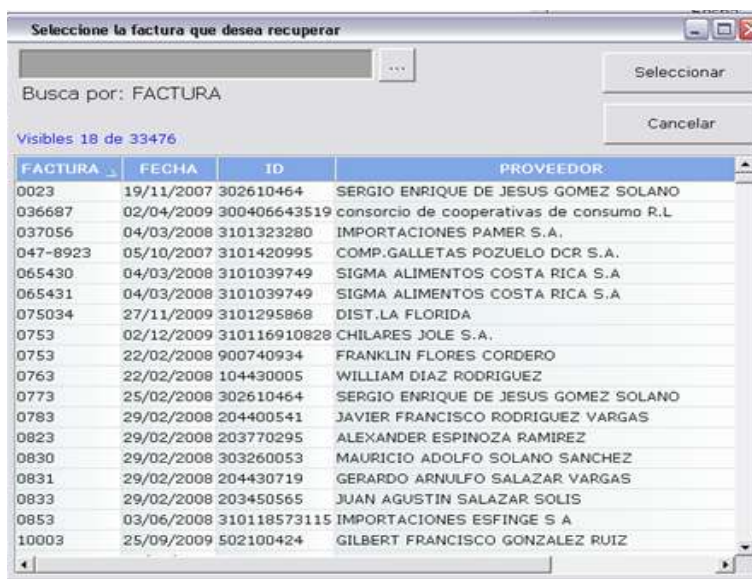 Seleccione la factura que desea recuperar
...
Seleccionar
Busca por: FACTURA
Cancelar
Visibles 18 de 33476
FACTURA FECHA ID PROVEEDOR
0023 19/11/2007 302610464 SERGIO ENRIQUE DE JESUS GOMEZ SOLANO
036687 02/04/2009 300406643519 consorcio de cooperativas de consumo R.L
037056 04/03/2008 3101323280 IMPORTACIONES PAMER S.A.
047-8923 05/10/2007 3101420995 COMP.GALLETAS POZUELO DCR S.A.
065430 04/03/2008 3101039749 SIGMA ALIMENTOS COSTA RICA S.A
065431 04/03/2008 3101039749 SIGMA ALIMENTOS COSTA RICA S.A
075034 27/11/2009 3101295868 DIST.LA FLORIDA
0753 02/12/2009 310116910828 CHILARES JOLE S.A.
0753 22/02/2008 900740934 FRANKLIN FLORES CORDERO
0763 22/02/2008 104430005 WILLIAM DIAZ RODRIGUEZ
0773 25/02/2008 302610464 SERGIO ENRIQUE DE JESUS GOMEZ SOLANO
0783 29/02/2008 204400541 JAVIER FRANCISCO RODRIGUEZ VARGAS
0823 29/02/2008 203770295 ALEXANDER ESPINOZA RAMIREZ
0830 29/02/2008 303260053 MAURICIO ADOLFO SOLANO SANCHEZ
0831 29/02/2008 204430719 GERARDO ARNULFO SALAZAR VARGAS
0833 29/02/2008 203450565 JUAN AGUSTIN SALAZAR SOLIS
0853 03/06/2008 310118573115 IMPORTACIONES ESFINGE S A
10003 25/09/2009 502100424 GILBERT FRANCISCO GONZALEZ RUIZ